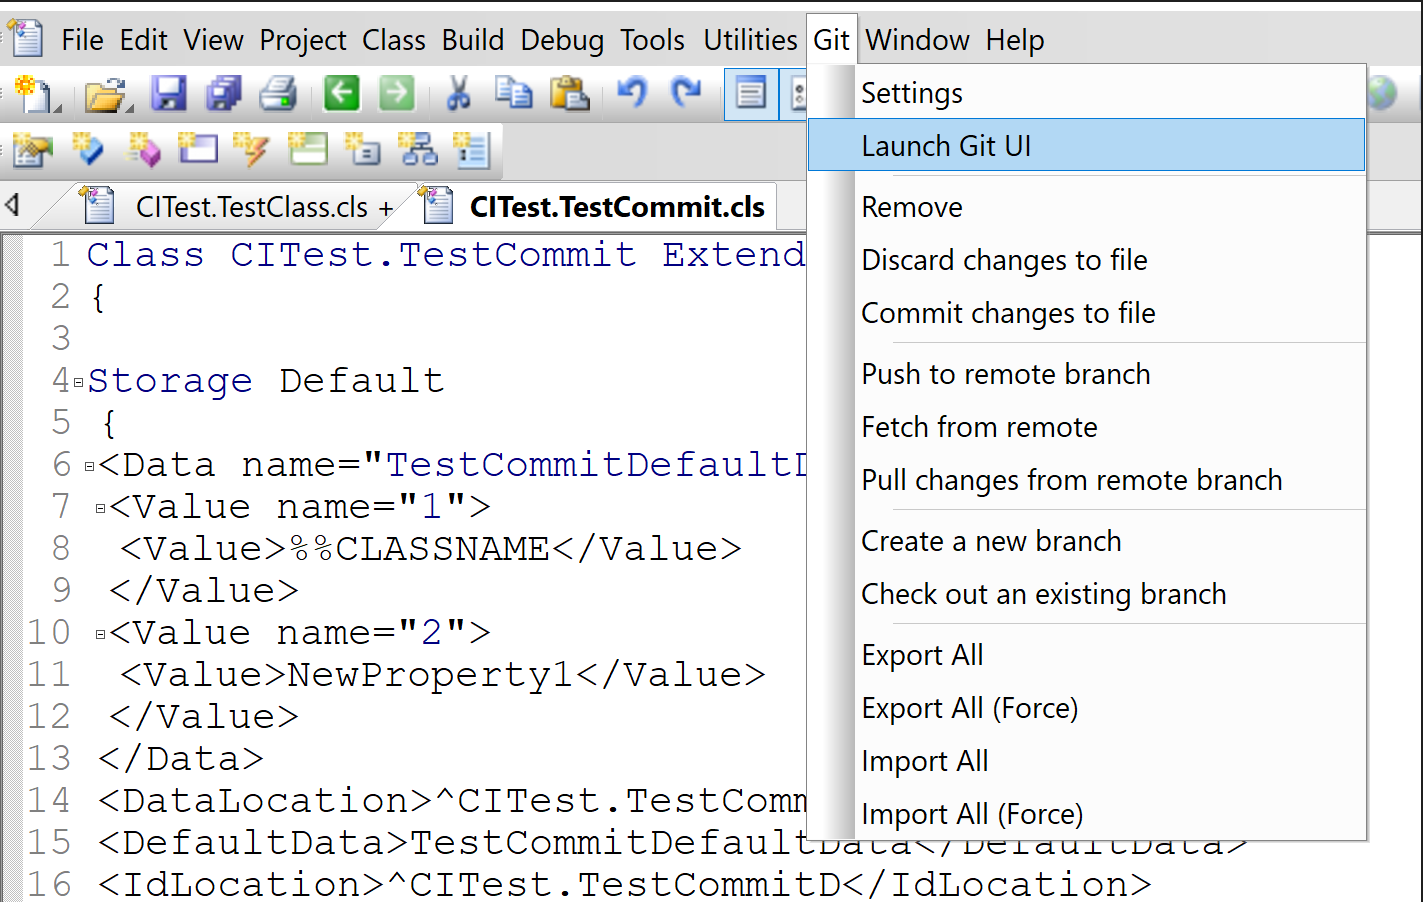 File Edit View Project Class Build Debug Tools Utilities Git Window Help
Settings
Launch Git UI
Remove
Discard changes to file
Commit changes to file
Push to remote branch
Fetch from remote
Pull changes from remote branch
Create a new branch
Check out an existing branch
Export All
Export All (Force)
Import All
Import All (Force)
CITest.TestClass.cls + CITest.TestCommit.cls
1 Class CITest.TestCommit Extend
2 {
3
4 Storage Default
5 {
6 <Data name="TestCommitDefaultD
7 <Value name="1">
8 <Value>%%CLASSNAME</Value>
9 </Value>
10 <Value name="2">
11 <Value>NewProperty1</Value>
12 </Value>
13 </Data>
14 <DataLocation>^CITest.TestComm
15 <DefaultData>TestCommitDefaultData</DefaultData>
16 <IdLocation>^CITest.TestCommitD</IdLocation>